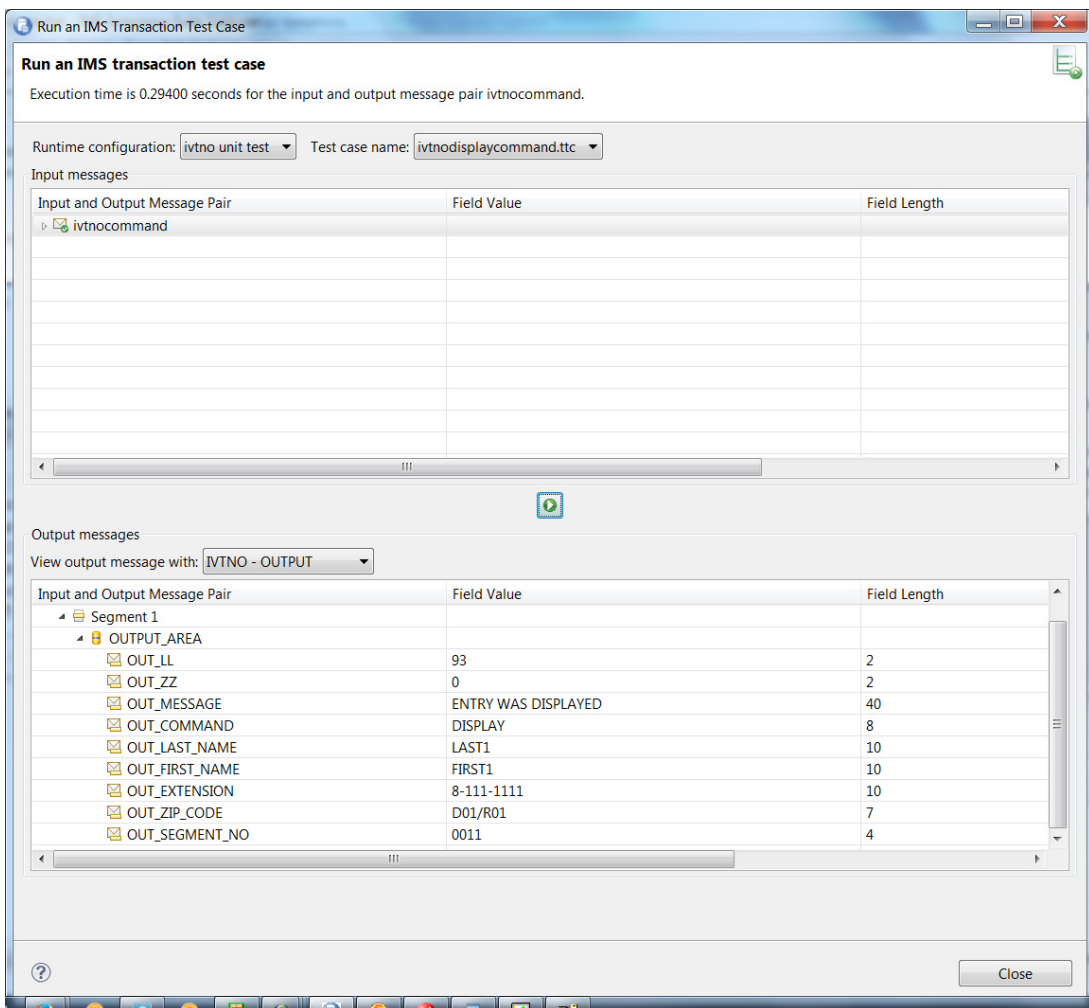 Run an IMS Transaction Test Case
Run an IMS transaction test case
Execution time is 0.29400 seconds for the input and output message pair ivtnocommand.
Runtime configuration: ivtno unit test Test case name: ivtnodisplaycommand.ttc
Input messages
Input and Output Message Pair Field Value Field Length
ivtnocommand
Output messages
View output message with: IVTNO - OUTPUT
Input and Output Message Pair Field Value Field Length
Segment 1
OUTPUT_AREA
OUT_LL 93 2
OUT_ZZ 0 2
OUT_MESSAGE ENTRY WAS DISPLAYED 40
OUT_COMMAND DISPLAY 8
OUT_LAST_NAME LAST1 10
OUT_FIRST_NAME FIRST1 10
OUT_EXTENSION 8-111-1111 10
OUT_ZIP_CODE D01/R01 7
OUT_SEGMENT_NO 0011 4
Close